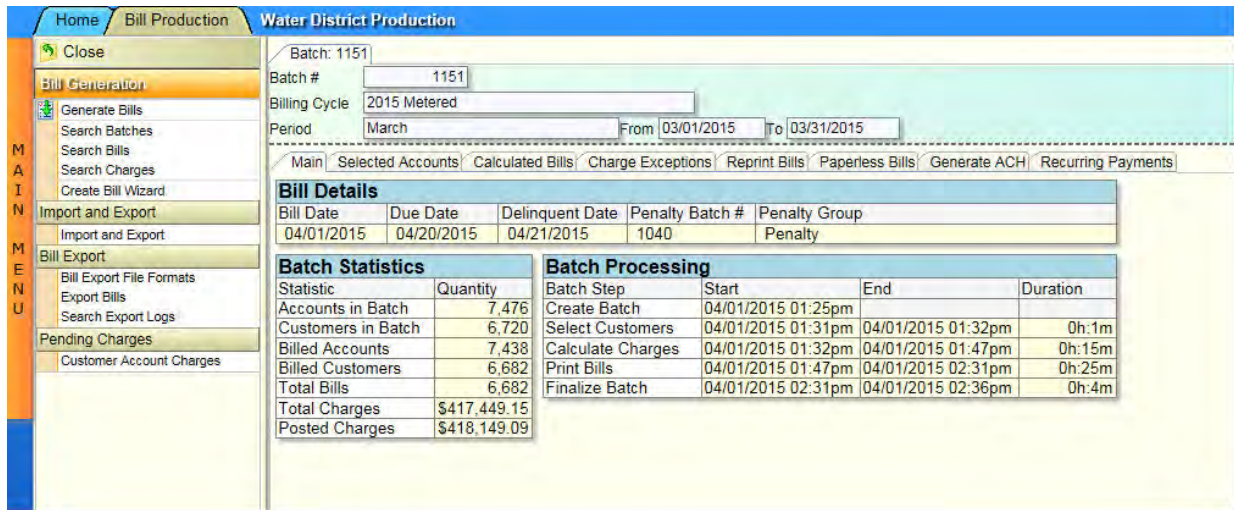 Home Bill Production Water District Production
MAIN MENU
Close
Bill Generation
Generate Bills
Search Batches
Search Bills
Search Charges
Create Bill Wizard
Import and Export
Import and Export
Bill Export
Bill Export File Formats
Export Bills
Search Export Logs
Pending Charges
Customer Account Charges
Batch: 1151
Batch # 1151
Billing Cycle 2015 Metered
Period March From 03/01/2015 To 03/31/2015
Main Selected Accounts Calculated Bills Charge Exceptions Reprint Bills Paperless Bills Generate ACH Recurring Payments
Bill Details
Bill Date Due Date Delinquent Date Penalty Batch # Penalty Group
04/01/2015 04/20/2015 04/21/2015 1040 Penalty
Batch Statistics
Statistic Quantity
Accounts in Batch 7,476
Customers in Batch 6,720
Billed Accounts 7,438
Billed Customers 6,682
Total Bills 6,682
Total Charges $417,449.15
Posted Charges $418,149.09
Batch Processing
Batch Step Start End Duration
Create Batch 04/01/2015 01:25pm
Select Customers 04/01/2015 01:31pm 04/01/2015 01:32pm 0h:1m
Calculate Charges 04/01/2015 01:32pm 04/01/2015 01:47pm 0h:15m
Print Bills 04/01/2015 01:47pm 04/01/2015 02:31pm 0h:25m
Finalize Batch 04/01/2015 02:31pm 04/01/2015 02:36pm 0h:4m